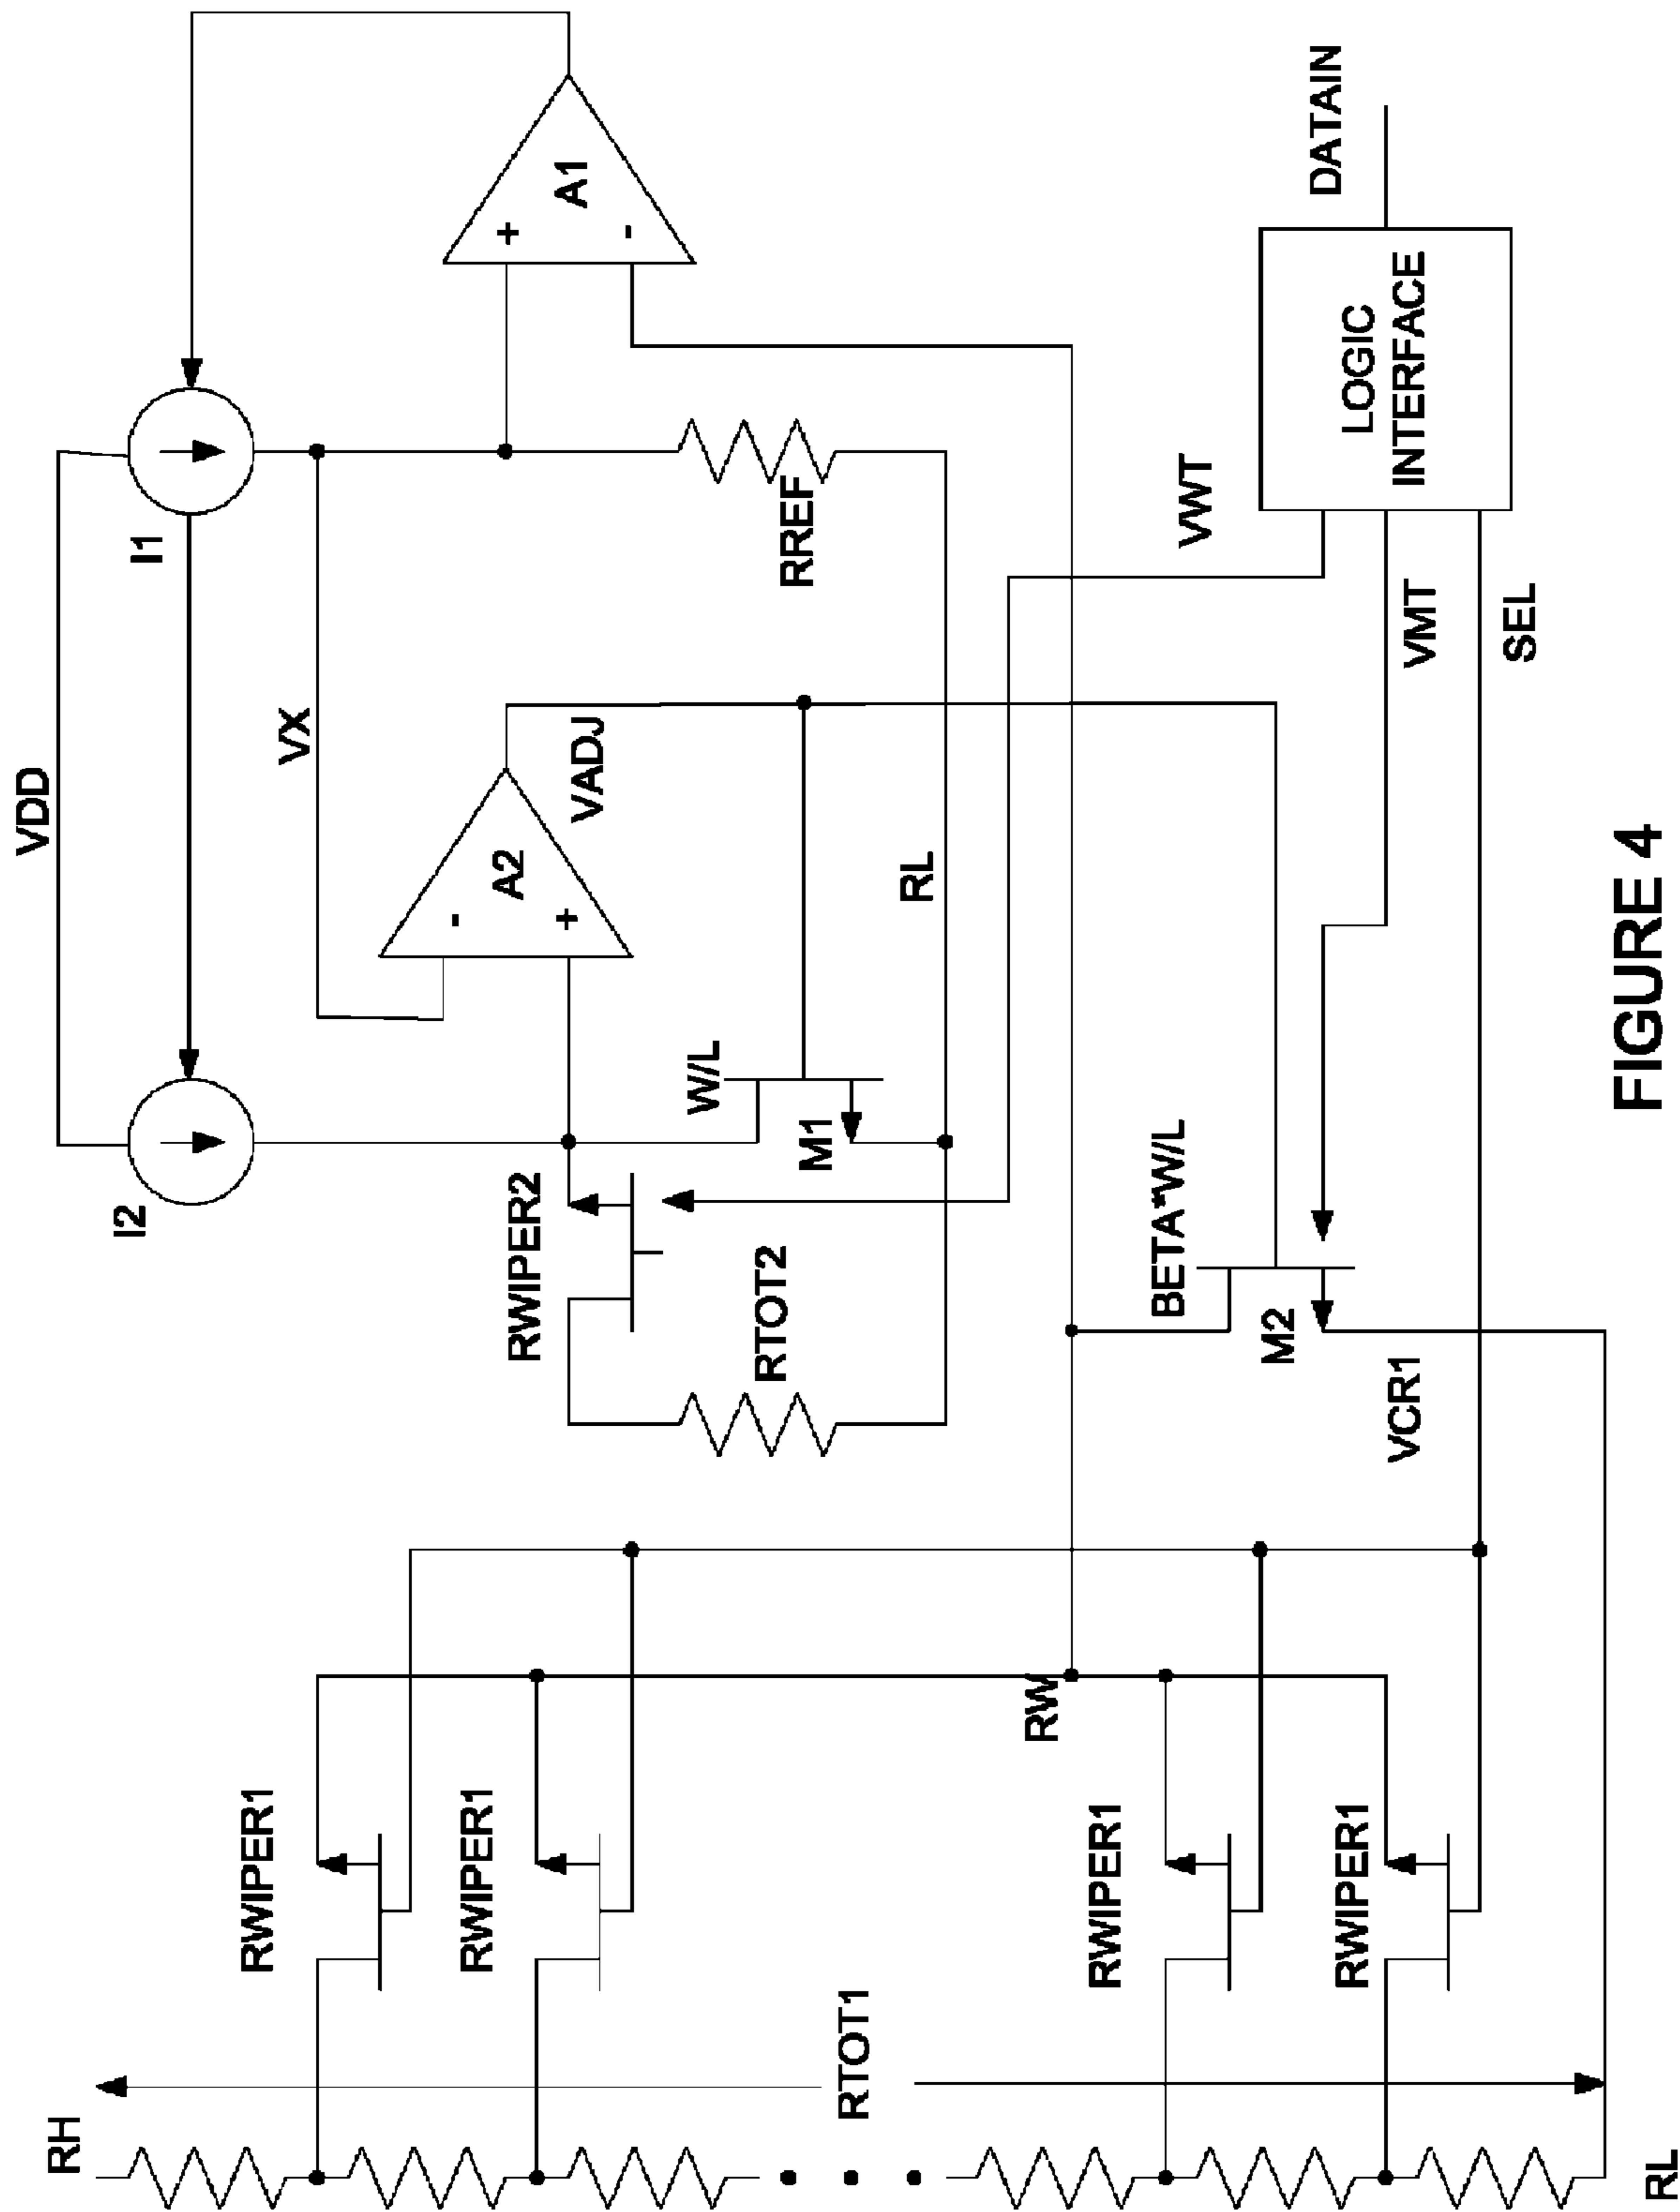 VDD
I2
I1
VX
A1
+
-
A2
-
+
VADJ
RWIPER2
W/L
M1
RTOT2
RREF
RL
RH
RWIPER1
RWIPER1
RTOT1
RW
RWIPER1
RWIPER1
RL
BETA*W/L
M2
VCR1
VWT
VMT
SEL
LOGIC
INTERFACE
DATAIN
FIGURE 4